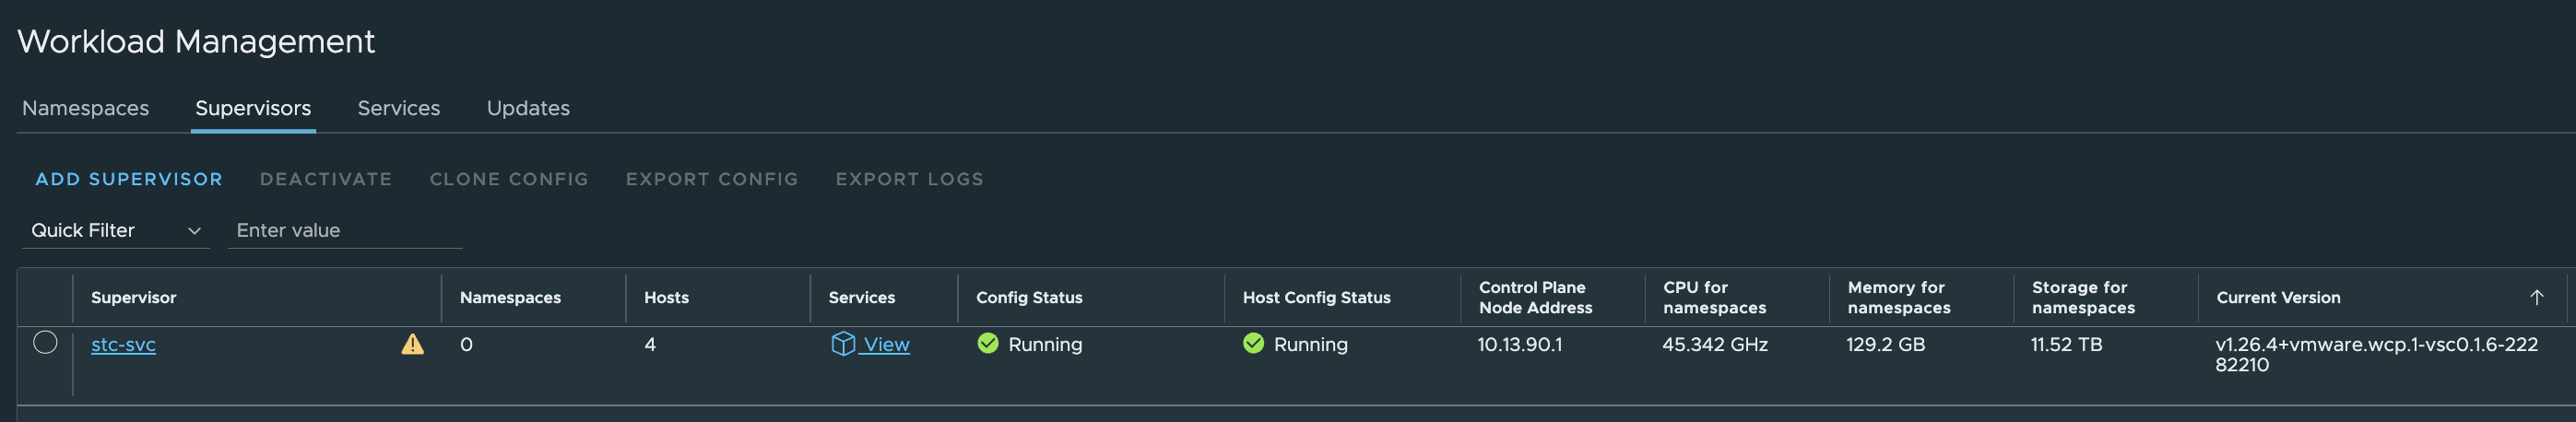 Workload Management
Namespaces Supervisors Services Updates
ADD SUPERVISOR DEACTIVATE CLONE CONFIG EXPORT CONFIG EXPORT LOGS
Quick Filter Enter value
Supervisor Namespaces Hosts Services Config Status Host Config Status Control Plane Node Address CPU for namespaces Memory for namespaces Storage for namespaces Current Version
stc-svc 0 4 View Running Running 10.13.90.1 45.342 GHz 129.2 GB 11.52 TB v1.26.4+vmware.wcp.1-vsc0.1.6-222
82210